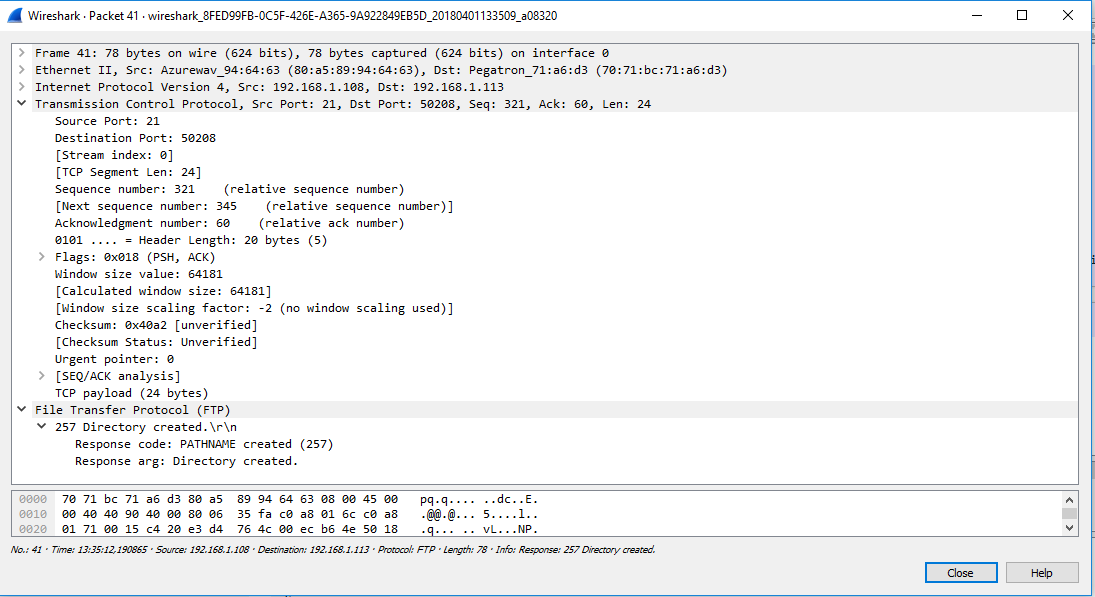 Wireshark · Packet 41 · wireshark_8FED99FB-0C5F-426E-A365-9A922849EB5D_20180401133509_a08320
Frame 41: 78 bytes on wire (624 bits), 78 bytes captured (624 bits) on interface 0
Ethernet II, Src: Azurewav_94:64:63 (80:a5:89:94:64:63), Dst: Pegatron_71:a6:d3 (70:71:bc:71:a6:d3)
Internet Protocol Version 4, Src: 192.168.1.108, Dst: 192.168.1.113
Transmission Control Protocol, Src Port: 21, Dst Port: 50208, Seq: 321, Ack: 60, Len: 24
Source Port: 21
Destination Port: 50208
[Stream index: 0]
[TCP Segment Len: 24]
Sequence number: 321    (relative sequence number)
[Next sequence number: 345    (relative sequence number)]
Acknowledgment number: 60    (relative ack number)
0101 .... = Header Length: 20 bytes (5)
Flags: 0x018 (PSH, ACK)
Window size value: 64181
[Calculated window size: 64181]
[Window size scaling factor: -2 (no window scaling used)]
Checksum: 0x40a2 [unverified]
[Checksum Status: Unverified]
Urgent pointer: 0
[SEQ/ACK analysis]
TCP payload (24 bytes)
File Transfer Protocol (FTP)
257 Directory created.\r\n
Response code: PATHNAME created (257)
Response arg: Directory created.
0000  70 71 bc 71 a6 d3 80 a5  89 94 64 63 08 00 45 00   pq.q.... ..dc..E.
0010  00 40 40 90 40 00 80 06  35 fa c0 a8 01 6c c0 a8   .@@.@... 5....l..
0020  01 71 00 15 c4 20 e3 d4  76 4c 00 ec b6 4e 50 18   .q... .. vL...NP.
No.: 41 · Time: 13:35:12,190865 · Source: 192.168.1.108 · Destination: 192.168.1.113 · Protocol: FTP · Length: 78 · Info: Response: 257 Directory created.
Close
Help